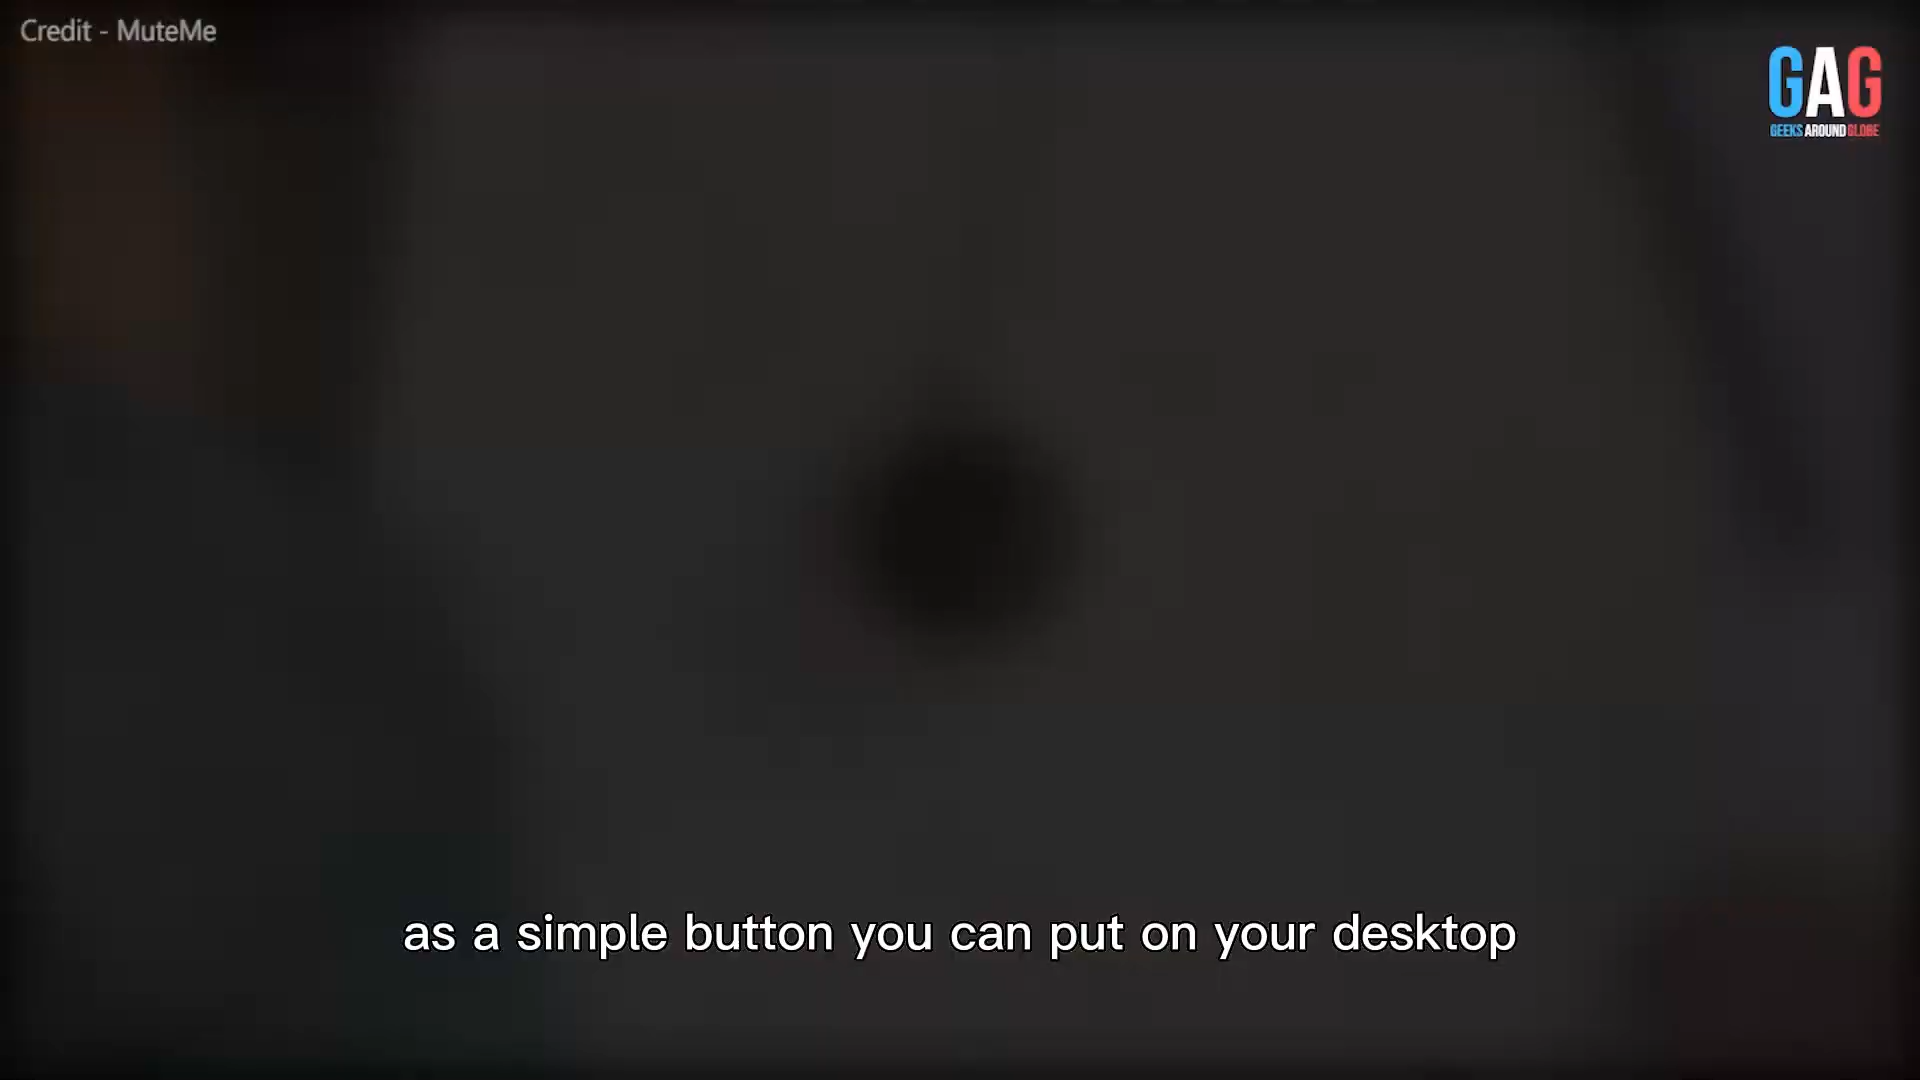 Credit - MuteMe
GAG
GEEKS AROUND GLOBE
as a simple button you can put on your desktop